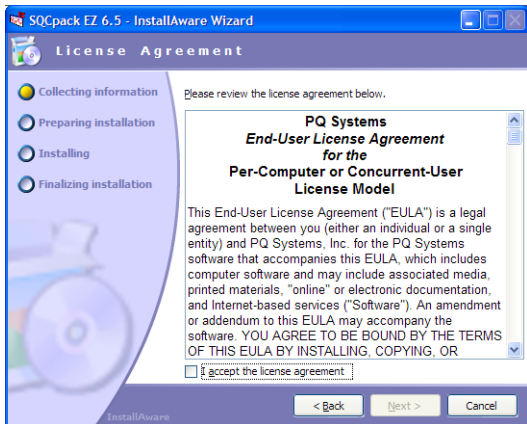 SQCpack EZ 6.5 - InstallAware Wizard
License Agreement
Collecting information
Preparing installation
Installing
Finalizing installation
Please review the license agreement below.
PQ Systems
End-User License Agreement
for the
Per-Computer or Concurrent-User
License Model
This End-User License Agreement ("EULA") is a legal
agreement between you (either an individual or a single
entity) and PQ Systems, Inc. for the PQ Systems
software that accompanies this EULA, which includes
computer software and may include associated media,
printed materials, "online" or electronic documentation,
and Internet-based services ("Software"). An amendment
or addendum to this EULA may accompany the
software. YOU AGREE TO BE BOUND BY THE TERMS
OF THIS EULA BY INSTALLING, COPYING, OR
I accept the license agreement
InstallAware
< Back Next > Cancel